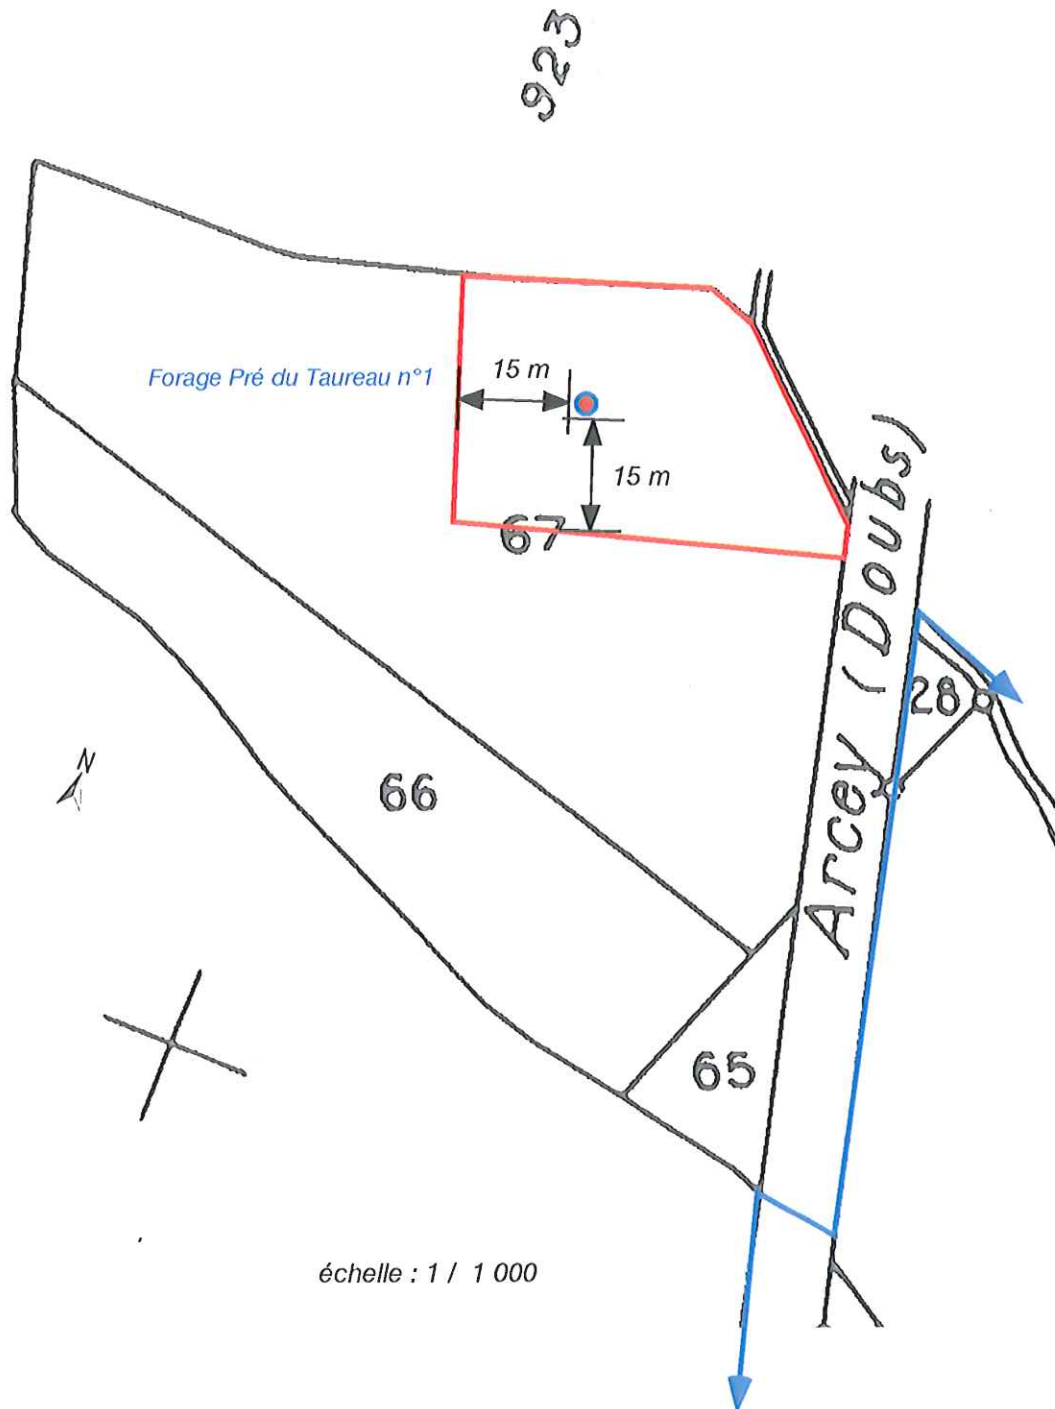 923
Forage Pré du Taureau n°1
15 m
15 m
67
Arcey (Doubs)
28
N
66
65
échelle : 1 / 1 000